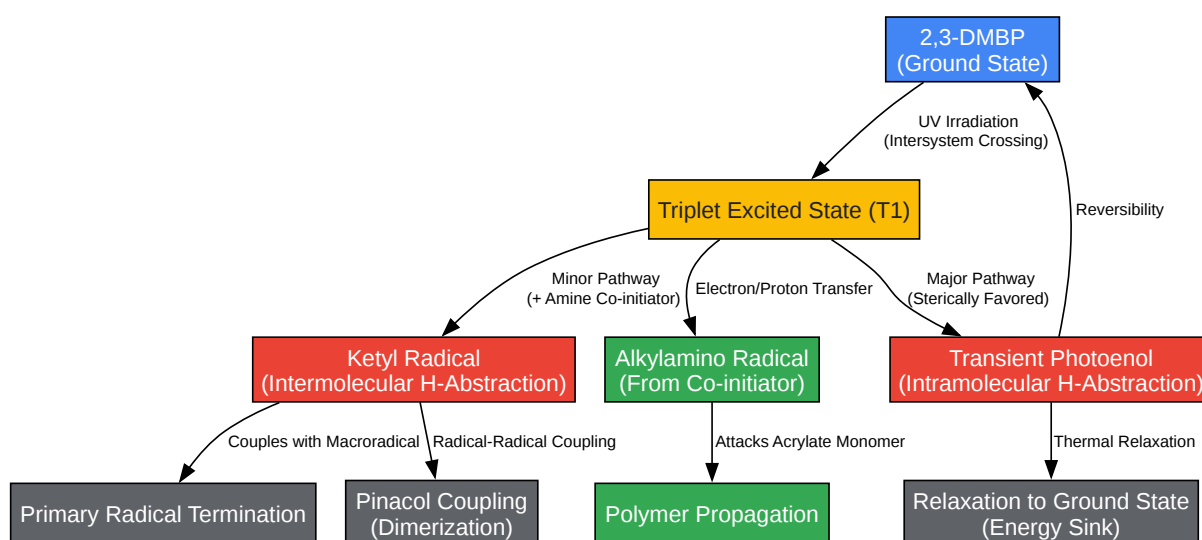 2,3-DMBP
(Ground State)
UV Irradiation
(Intersystem Crossing)
Triplet Excited State (T1)
Reversibility
Minor Pathway
(+ Amine Co-initiator)
Electron/Proton Transfer
Major Pathway
(Sterically Favored)
Ketyl Radical
(Intermolecular H-Abstraction)
Alkylamino Radical
(From Co-initiator)
Transient Photoenol
(Intramolecular H-Abstraction)
Couples with Macroradical
Radical-Radical Coupling
Attacks Acrylate Monomer
Thermal Relaxation
Primary Radical Termination
Pinacol Coupling
(Dimerization)
Polymer Propagation
Relaxation to Ground State
(Energy Sink)